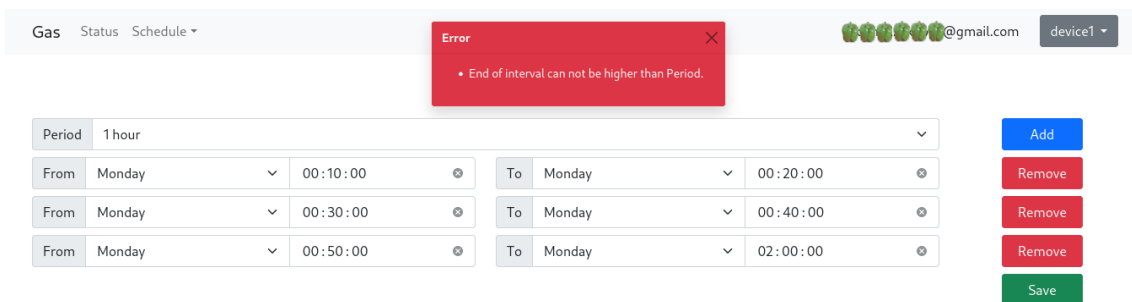 Gas Status Schedule @gmail.com device1
Error
End of interval can not be higher than Period.
Period 1 hour Add
From Monday 00:10:00 To Monday 00:20:00 Remove
From Monday 00:30:00 To Monday 00:40:00 Remove
From Monday 00:50:00 To Monday 02:00:00 Remove
Save